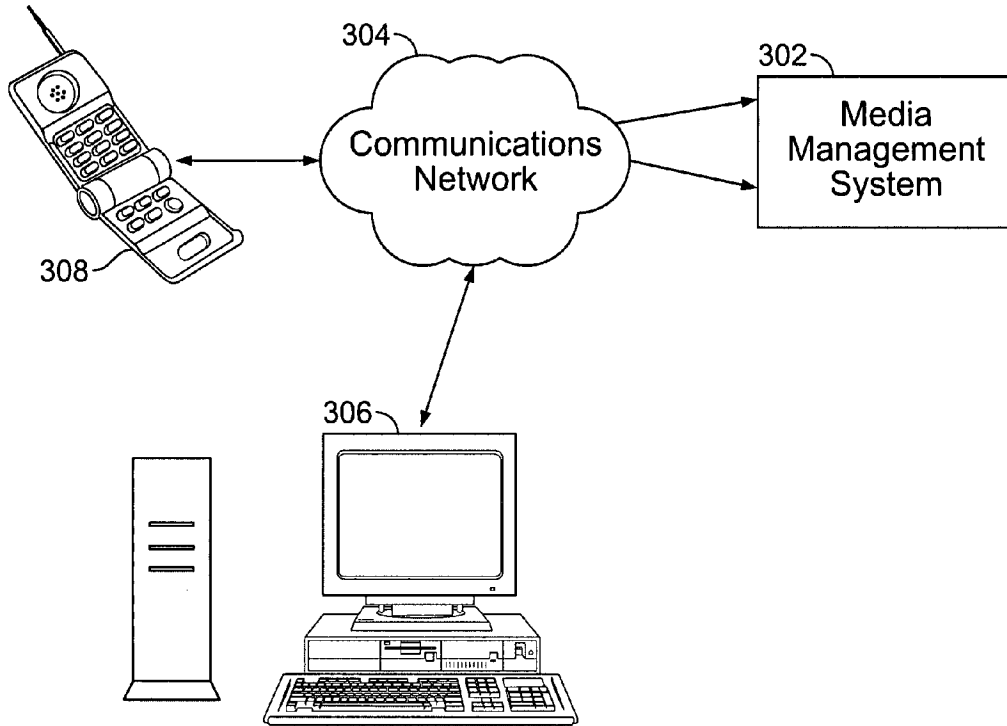 304
302
Communications
Network
Media
Management
System
308
306